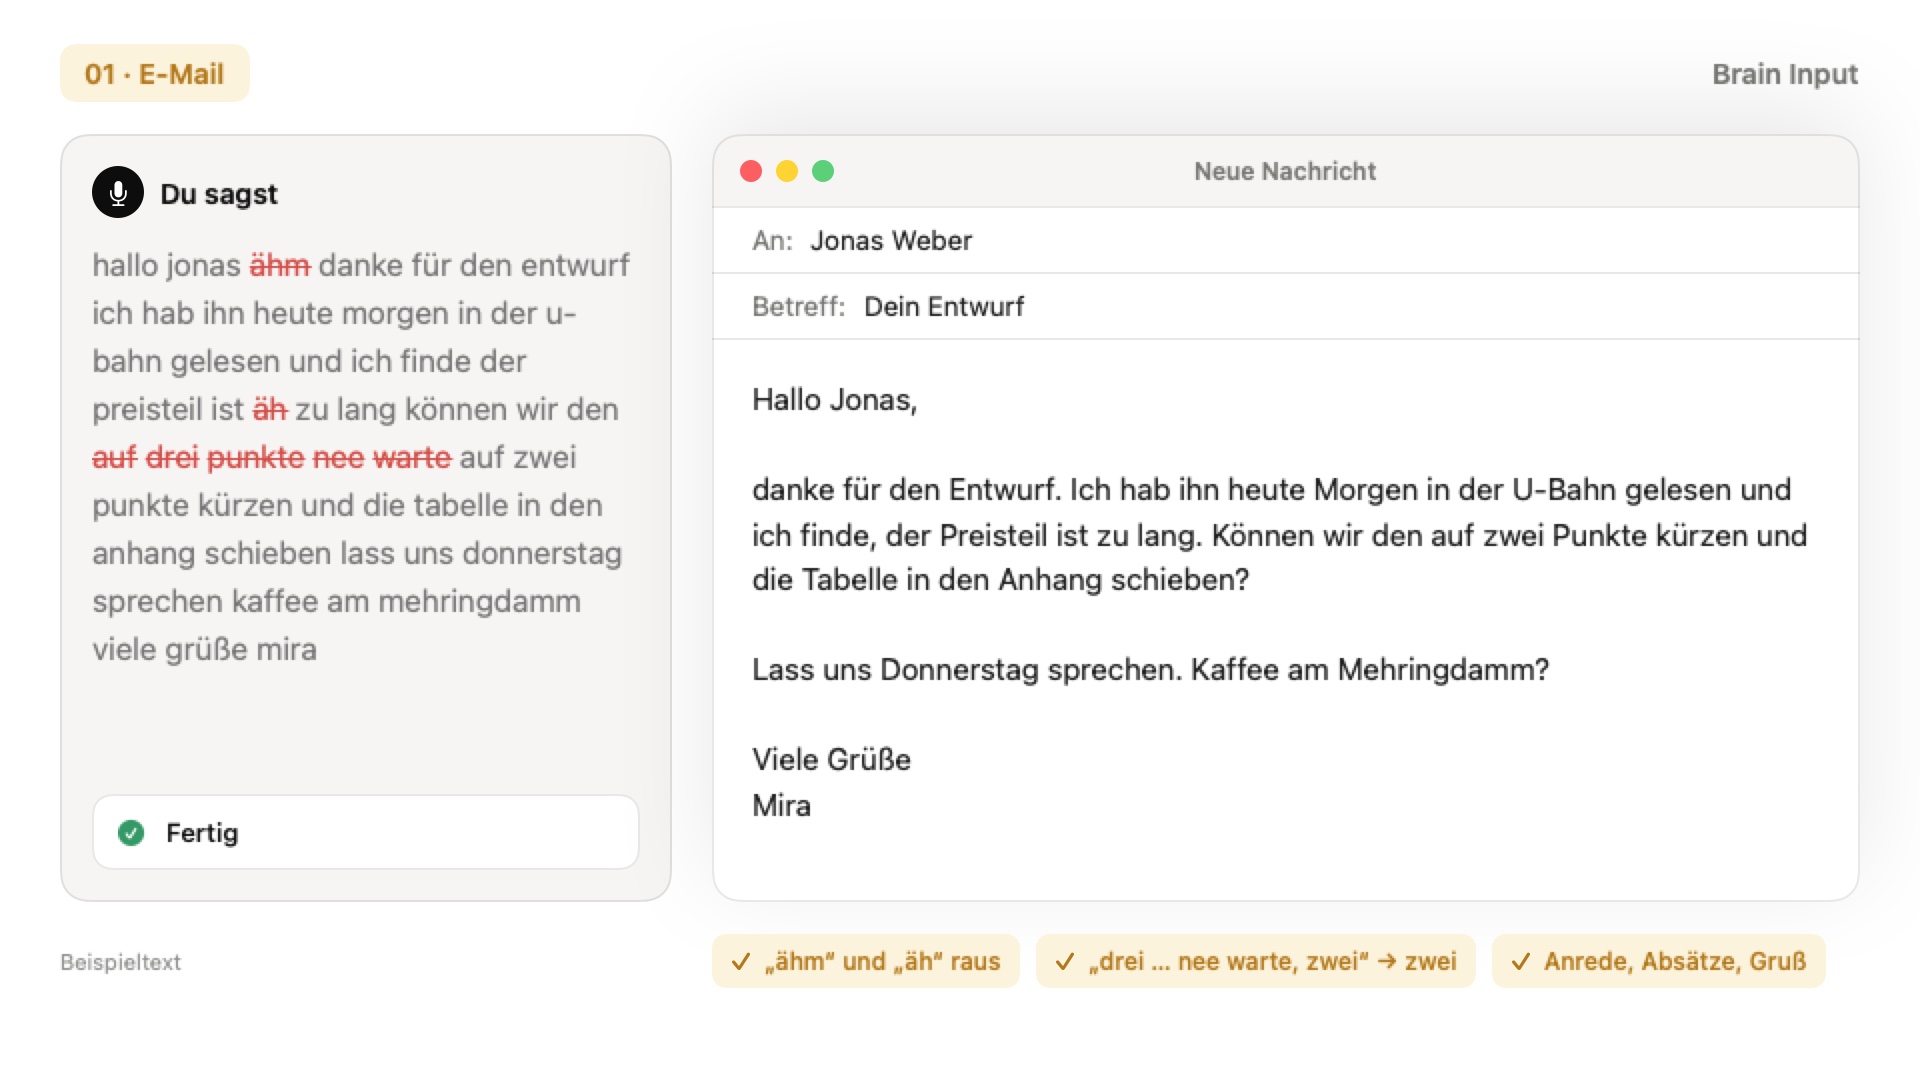 01 · E-Mail
Brain Input
Du sagst
hallo jonas ähm danke für den entwurf
ich hab ihn heute morgen in der u-
bahn gelesen und ich finde der
preisteil ist äh zu lang können wir den
auf drei punkte nee warte auf zwei
punkte kürzen und die tabelle in den
anhang schieben lass uns donnerstag
sprechen kaffee am mehringdamm
viele grüße mira
Fertig
Beispieltext
Neue Nachricht
An: Jonas Weber
Betreff: Dein Entwurf
Hallo Jonas,
danke für den Entwurf. Ich hab ihn heute Morgen in der U-Bahn gelesen und
ich finde, der Preisteil ist zu lang. Können wir den auf zwei Punkte kürzen und
die Tabelle in den Anhang schieben?
Lass uns Donnerstag sprechen. Kaffee am Mehringdamm?
Viele Grüße
Mira
✓ „ähm“ und „äh“ raus
✓ „drei … nee warte, zwei“ → zwei
✓ Anrede, Absätze, Gruß